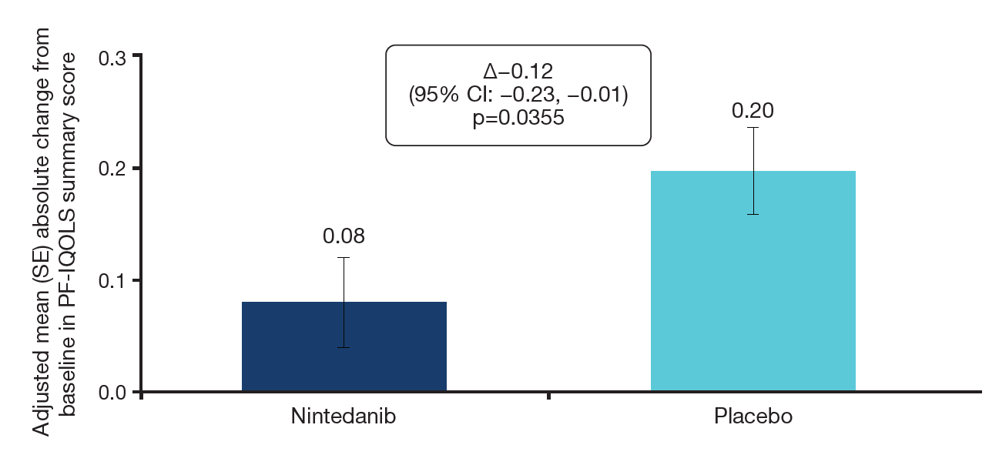 Adjusted mean (SE) absolute change from
baseline in PF-IQOLS summary score
0.3
0.2
0.1
0.0
Δ−0.12
(95% CI: −0.23, −0.01)
p=0.0355
0.08
0.20
Nintedanib
Placebo